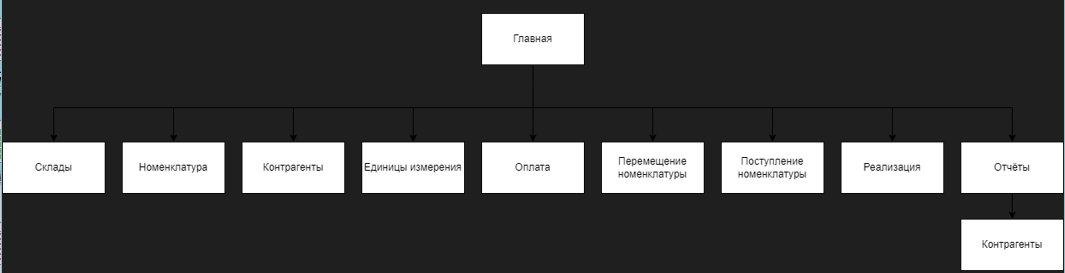 Главная
Склады
Номенклатура
Контрагенты
Единицы измерения
Оплата
Перемещение
номенклатуры
Поступление
номенклатуры
Реализация
Отчёты
Контрагенты